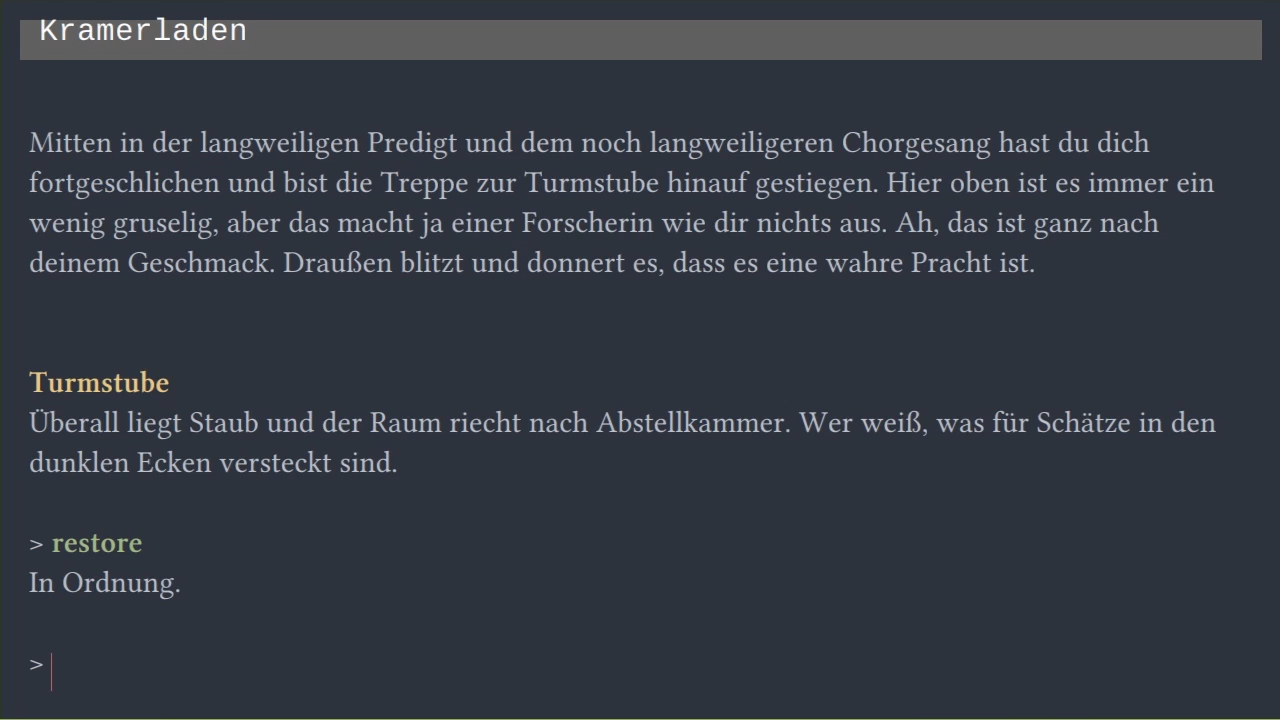 Kramerladen
Mitten in der langweiligen Predigt und dem noch langweiligeren Chorgesang hast du dich
fortgeschlichen und bist die Treppe zur Turmstube hinauf gestiegen. Hier oben ist es immer ein
wenig gruselig, aber das macht ja einer Forscherin wie dir nichts aus. Ah, das ist ganz nach
deinem Geschmack. Draußen blitzt und donnert es, dass es eine wahre Pracht ist.
Turmstube
Überall liegt Staub und der Raum riecht nach Abstellkammer. Wer weiß, was für Schätze in den
dunklen Ecken versteckt sind.
> restore
In Ordnung.
>